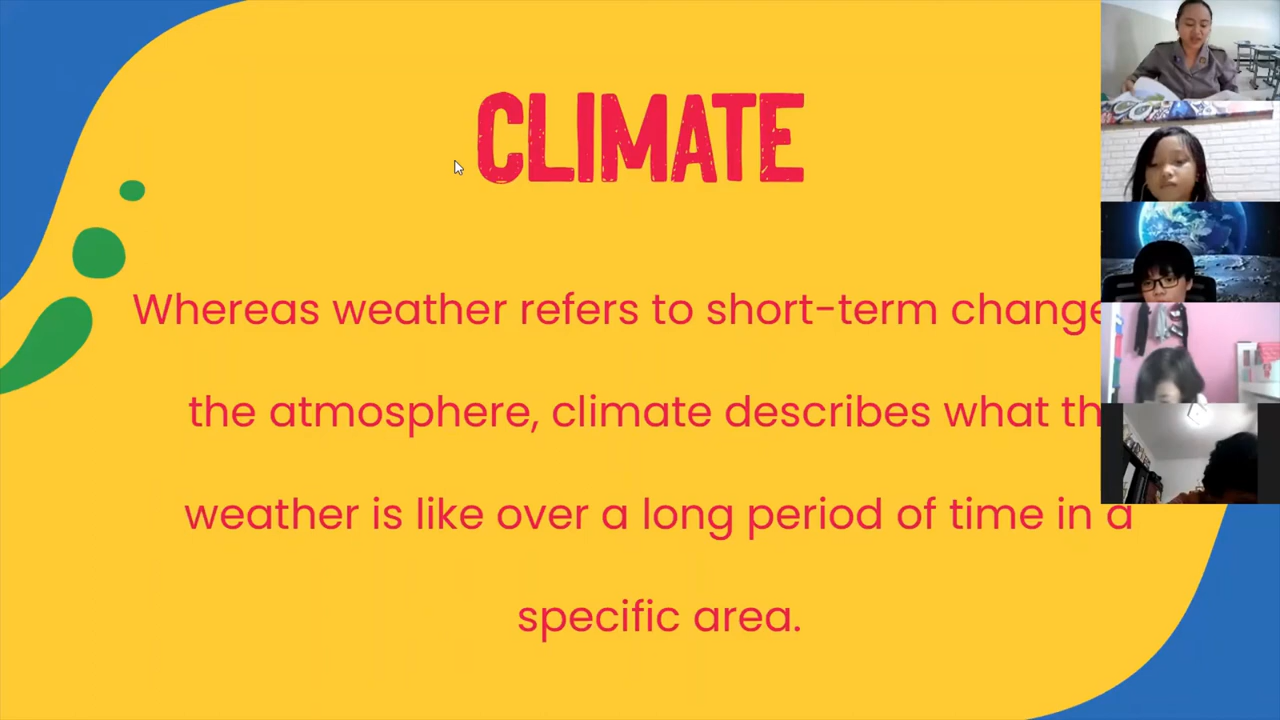 CLIMATE
Whereas weather refers to short-term change
the atmosphere, climate describes what th
weather is like over a long period of time in a
specific area.